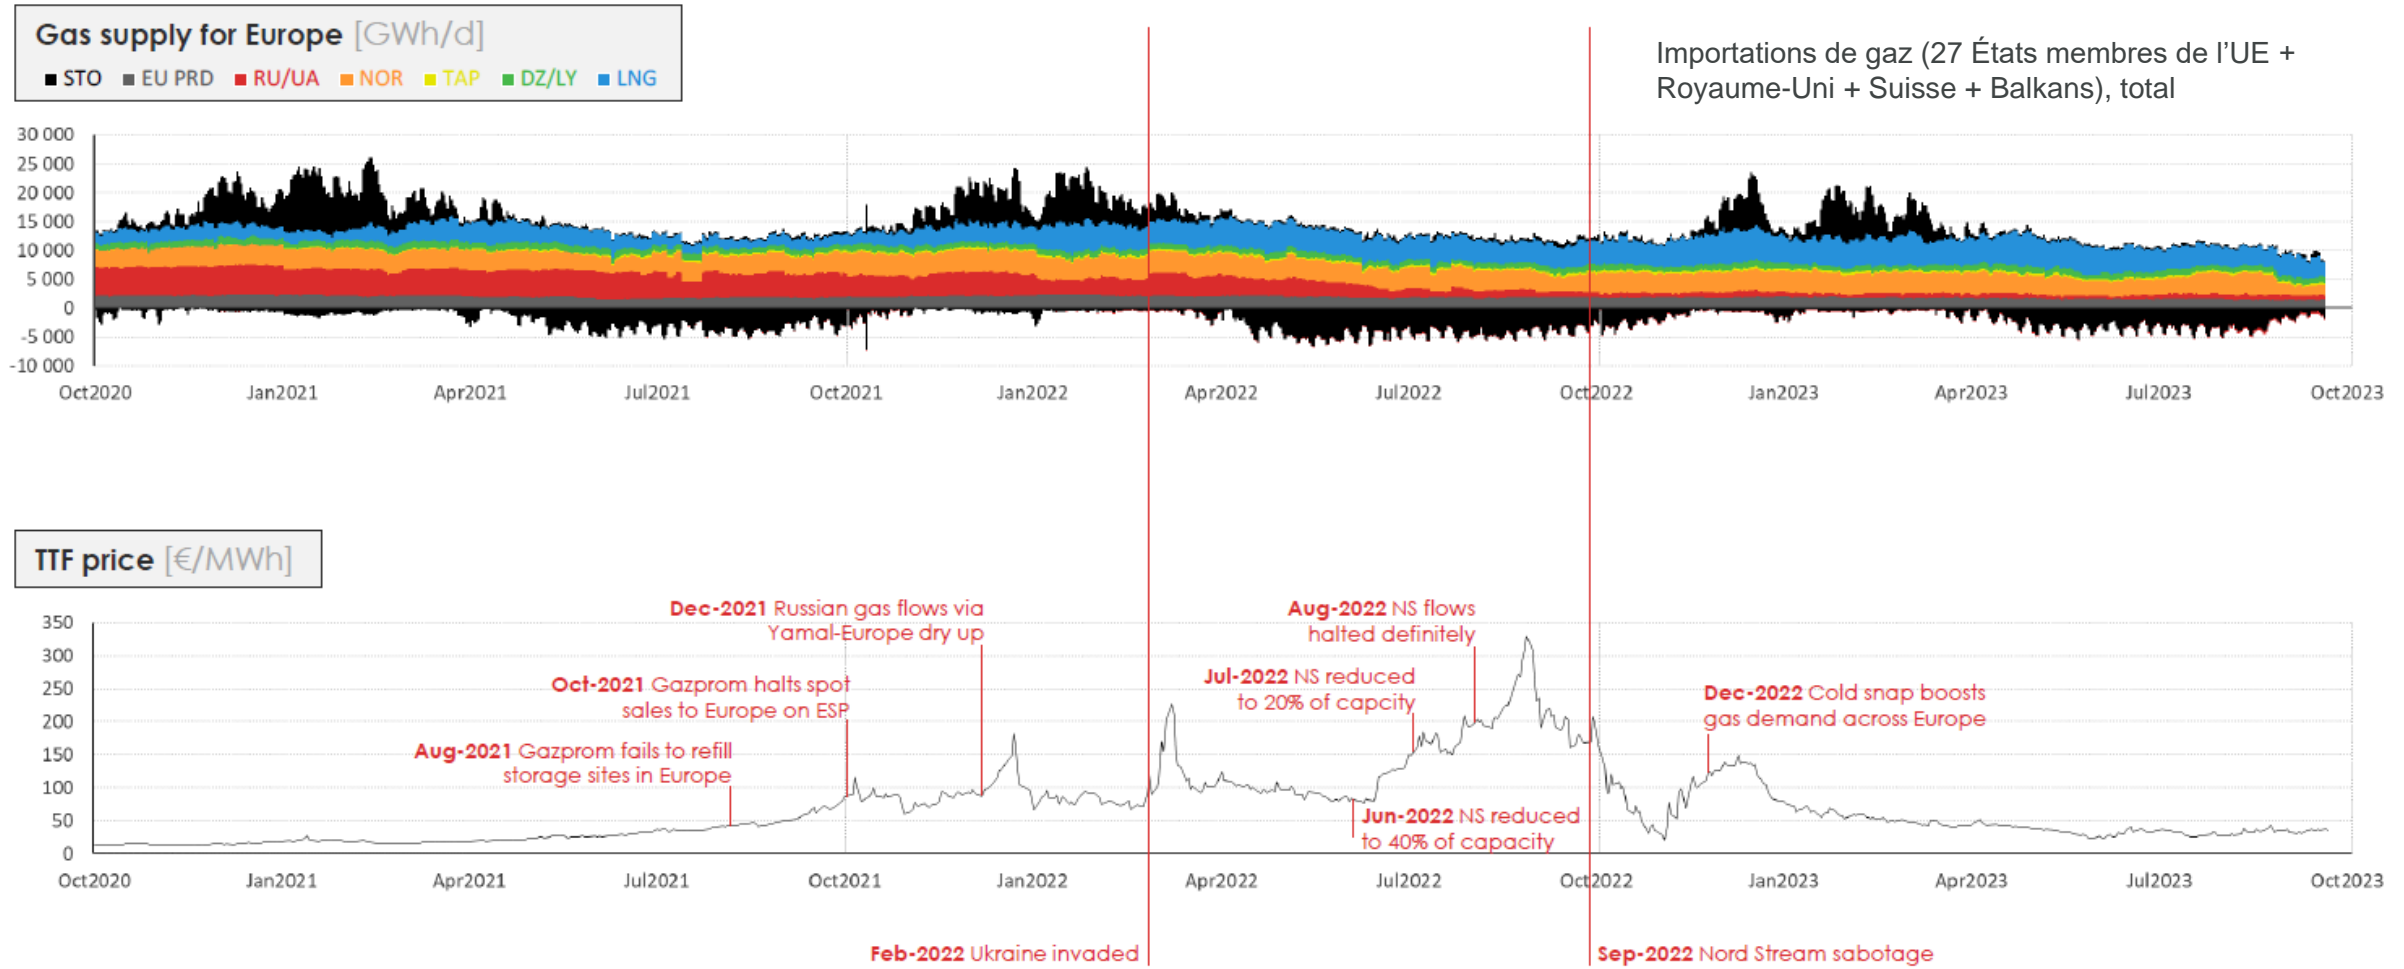 Gas supply for Europe [GWh/d]
STO EU PRD RU/UA NOR TAP DZ/LY LNG
Importations de gaz (27 États membres de l’UE +
Royaume-Uni + Suisse + Balkans), total
30 000
25 000
20 000
15 000
10 000
5 000
0
-5 000
-10 000
Oct2020 Jan2021 Apr2021 Jul2021 Oct2021 Jan2022 Apr2022 Jul2022 Oct2022 Jan2023 Apr2023 Jul2023 Oct2023
TTF price [€/MWh]
350
300
250
200
150
100
50
0
Aug-2021 Gazprom fails to refill
storage sites in Europe
Oct-2021 Gazprom halts spot
sales to Europe on ESP
Dec-2021 Russian gas flows via
Yamal-Europe dry up
Jun-2022 NS reduced
to 40% of capacity
Jul-2022 NS reduced
to 20% of capcity
Aug-2022 NS flows
halted definitely
Dec-2022 Cold snap boosts
gas demand across Europe
Oct2020 Jan2021 Apr2021 Jul2021 Oct2021 Jan2022 Apr2022 Jul2022 Oct2022 Jan2023 Apr2023 Jul2023 Oct2023
Feb-2022 Ukraine invaded
Sep-2022 Nord Stream sabotage